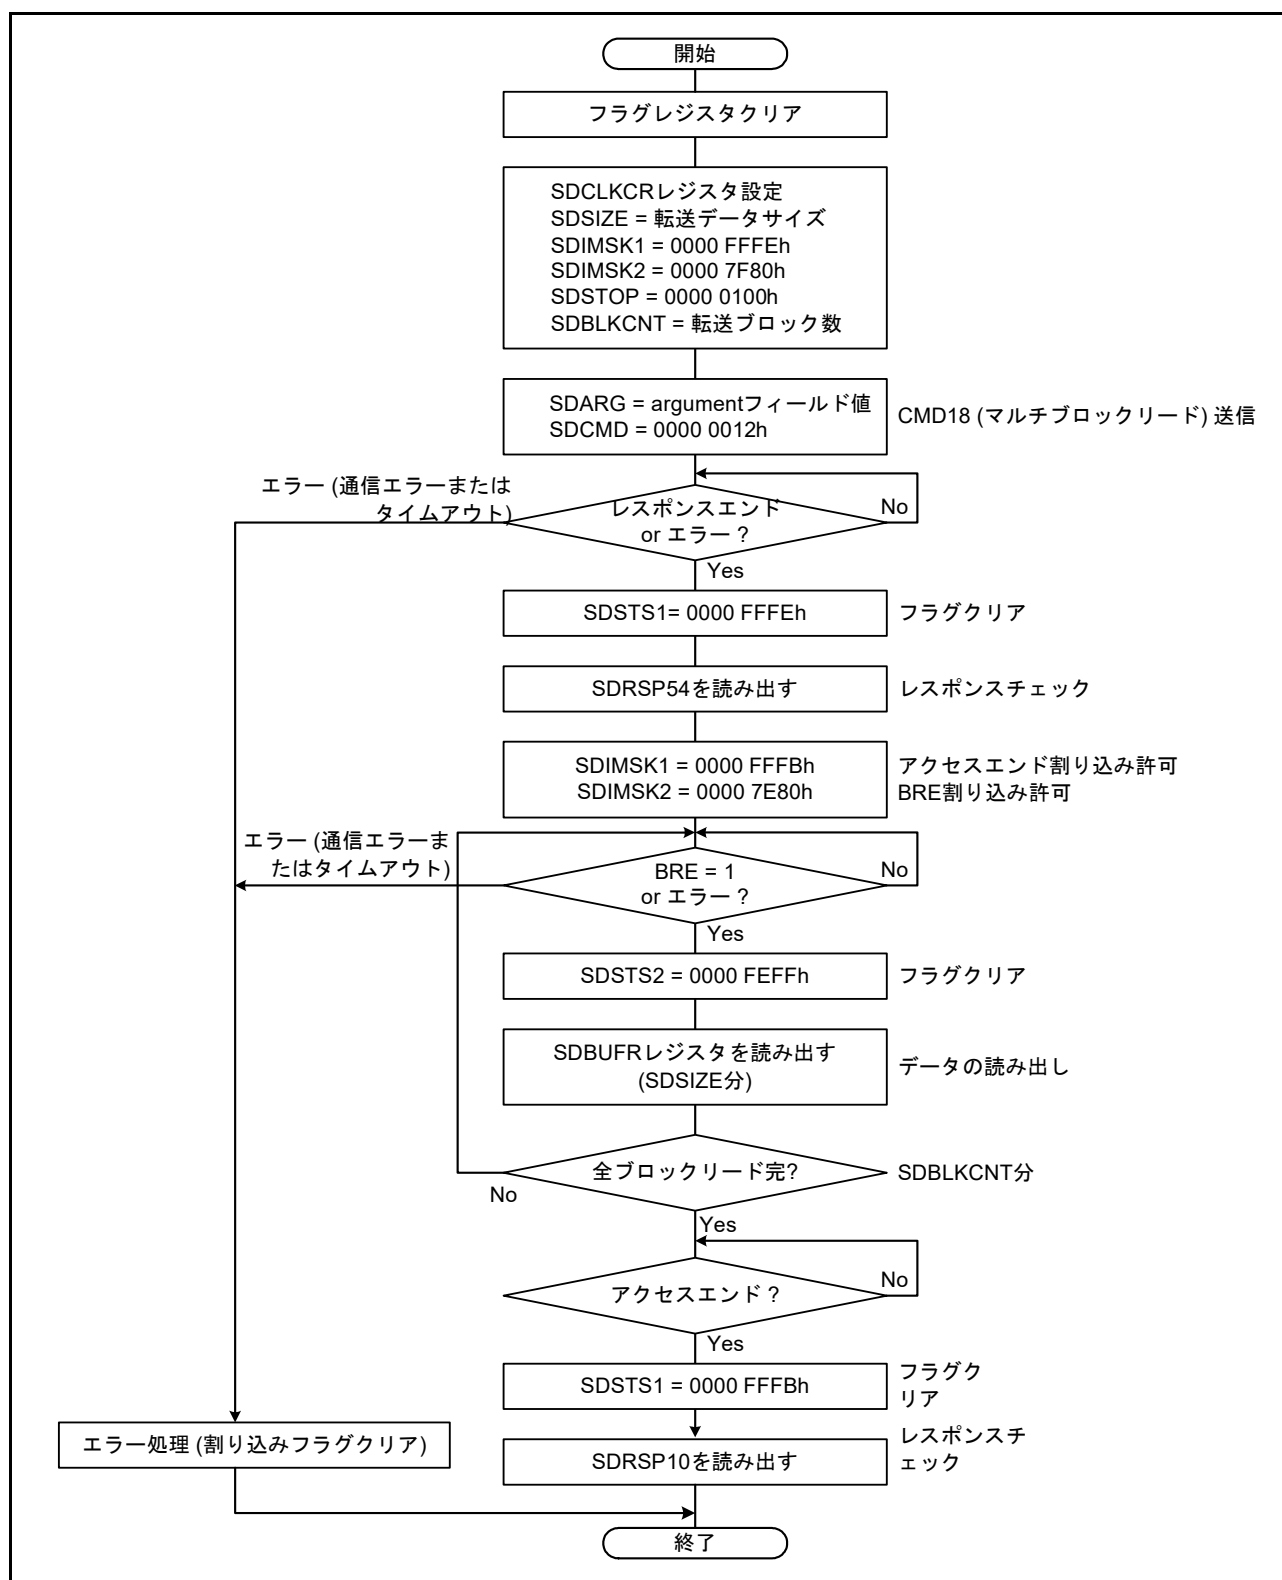 開始
フラグレジスタクリア
SDCLKCRレジスタ設定
SDSIZE = 転送データサイズ
SDIMSK1 = 0000 FFFEh
SDIMSK2 = 0000 7F80h
SDSTOP = 0000 0100h
SDBLKCNT = 転送ブロック数
SDARG = argumentフィールド値
SDCMD = 0000 0012h
CMD18 (マルチブロックリード) 送信
エラー (通信エラーまたは
タイムアウト)
レスポンスエンド
or エラー ?
No
Yes
SDSTS1= 0000 FFFEh
フラグクリア
SDRSP54を読み出す
レスポンスチェック
SDIMSK1 = 0000 FFFBh
SDIMSK2 = 0000 7E80h
アクセスエンド割り込み許可
BRE割り込み許可
エラー (通信エラーま
たはタイムアウト)
BRE = 1
or エラー ?
No
Yes
SDSTS2 = 0000 FEFFh
フラグクリア
SDBUFRレジスタを読み出す
(SDSIZE分)
データの読み出し
全ブロックリード完?
SDBLKCNT分
No
Yes
アクセスエンド ?
No
Yes
SDSTS1 = 0000 FFFBh
フラグク
リア
エラー処理 (割り込みフラグクリア)
SDRSP10を読み出す
レスポンスチ
ェック
終了